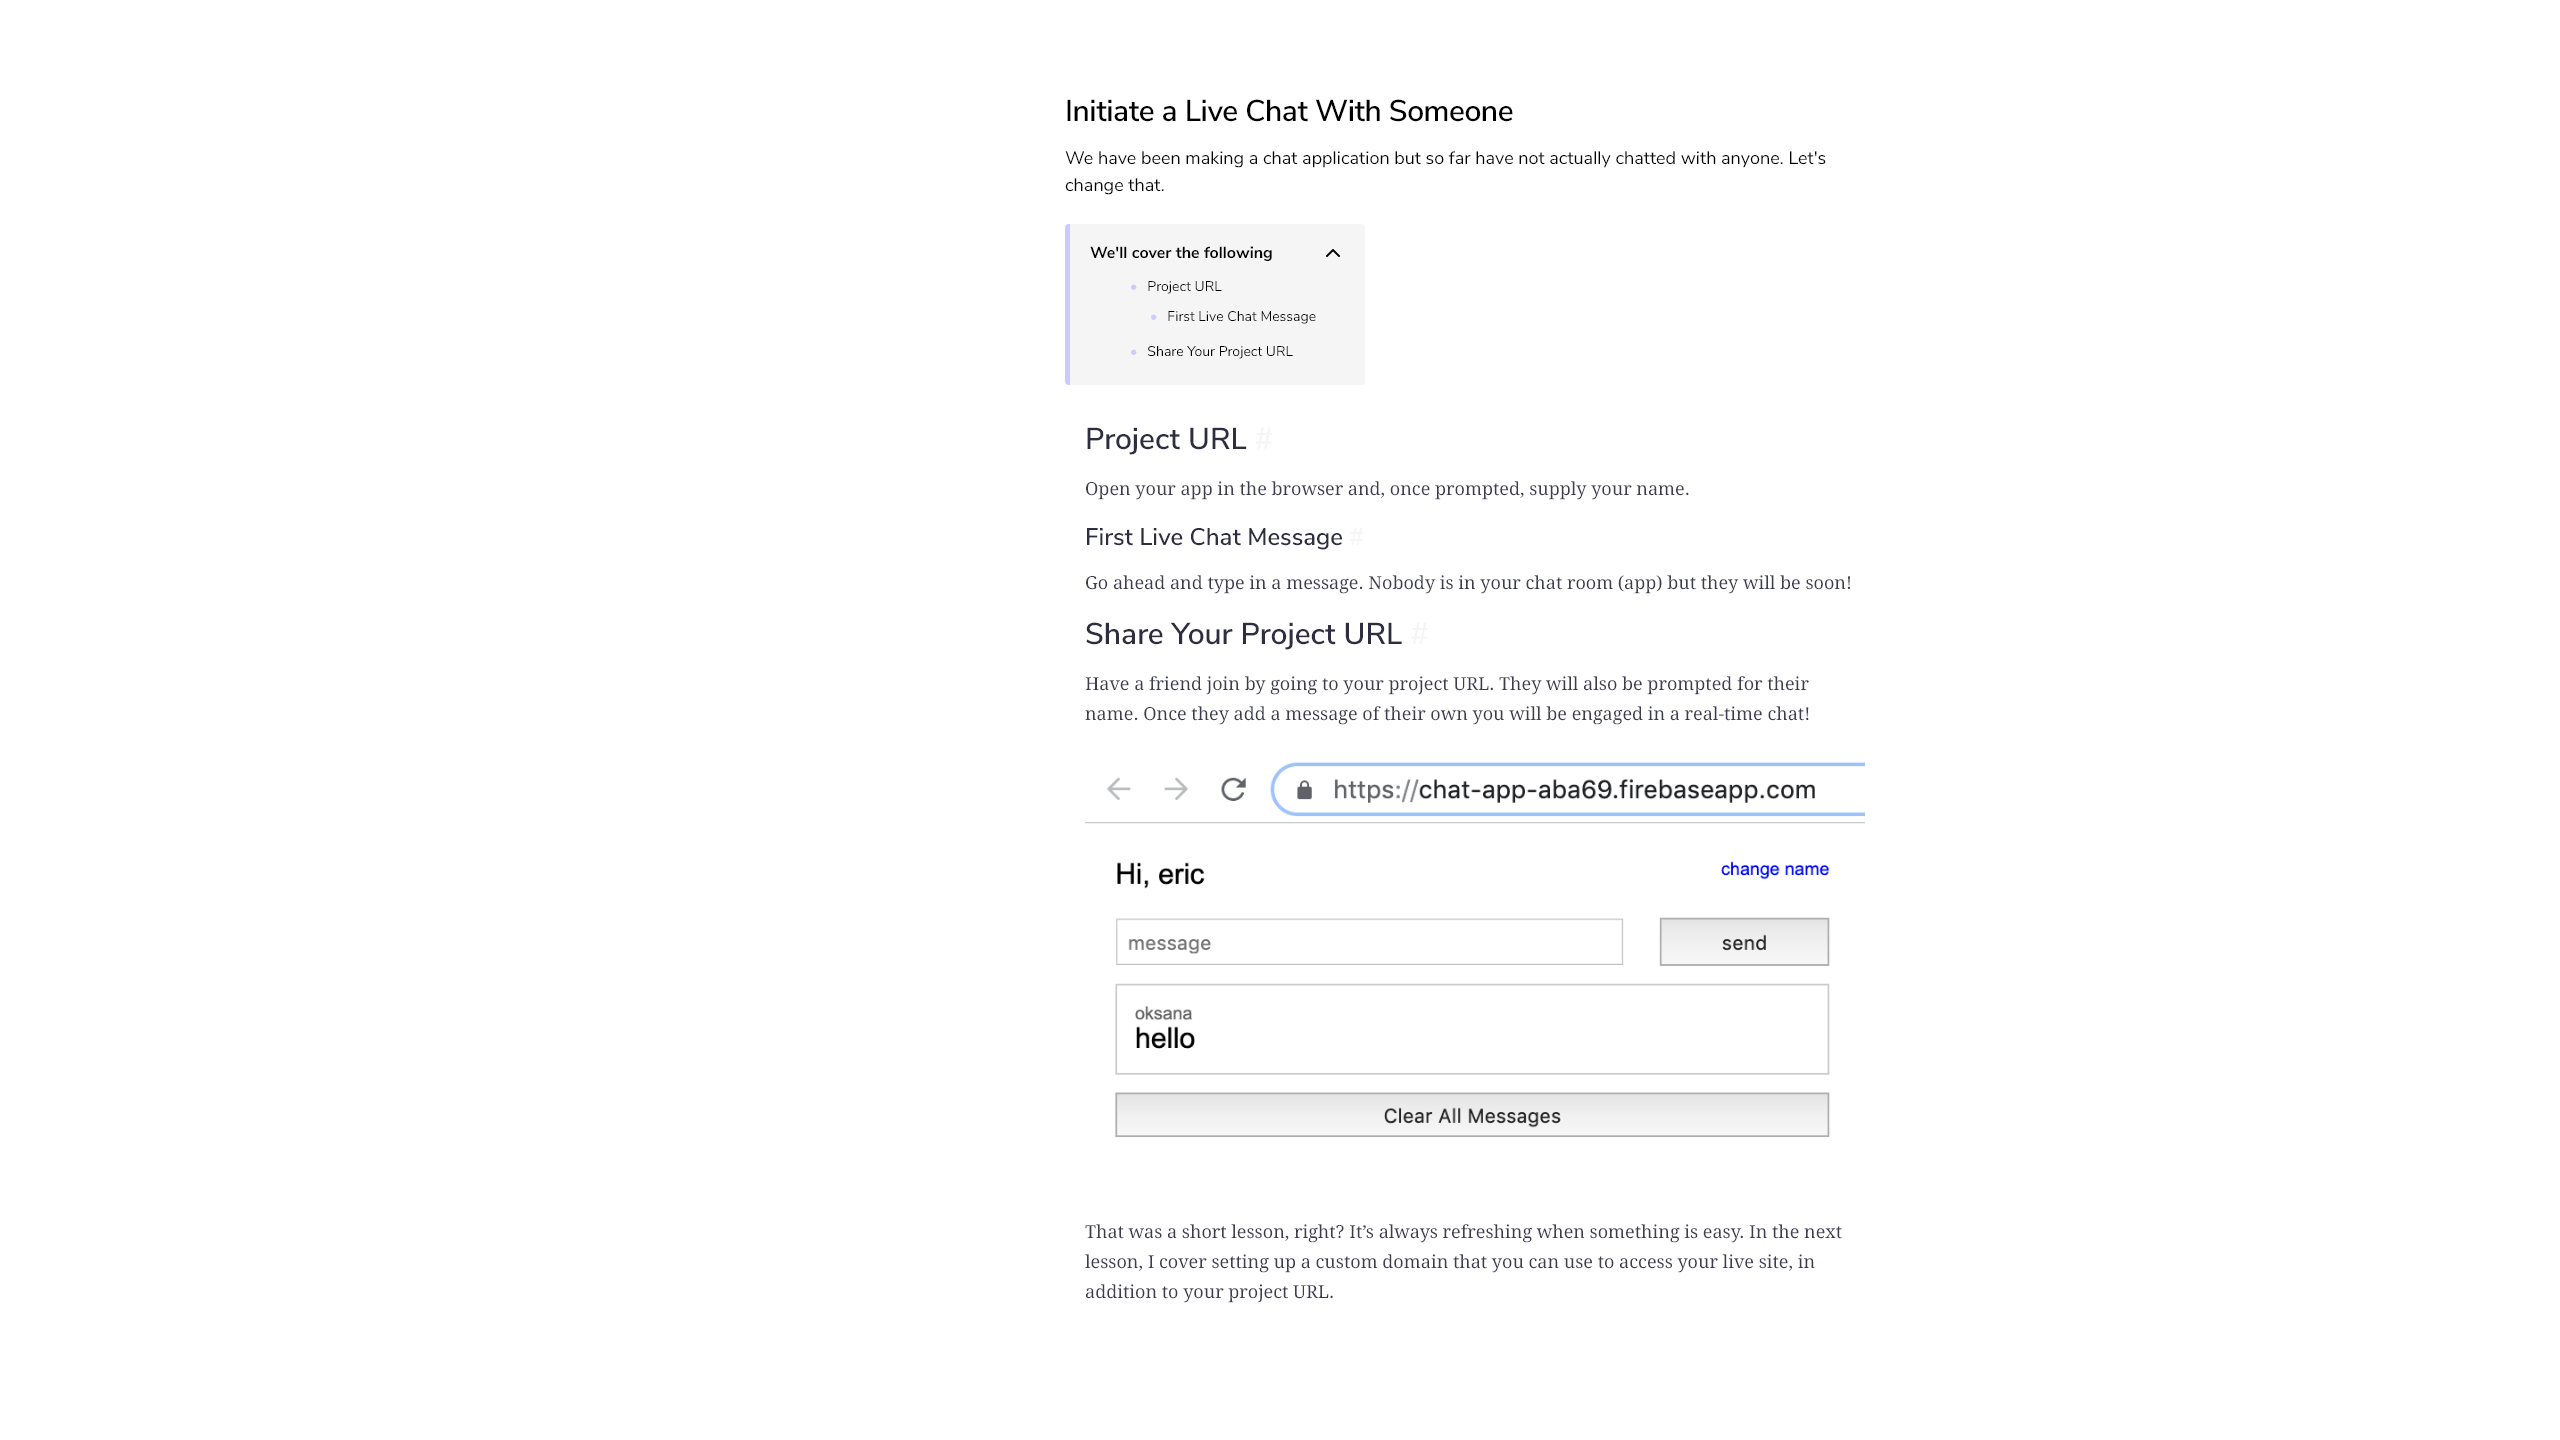 Initiate a Live Chat With Someone
We have been making a chat application but so far have not actually chatted with anyone. Let's
change that.
We'll cover the following
Project URL
First Live Chat Message
Share Your Project URL
Project URL #
Open your app in the browser and, once prompted, supply your name.
First Live Chat Message #
Go ahead and type in a message. Nobody is in your chat room (app) but they will be soon!
Share Your Project URL #
Have a friend join by going to your project URL. They will also be prompted for their
name. Once they add a message of their own you will be engaged in a real-time chat!
https://chat-app-aba69.firebaseapp.com
Hi, eric
change name
message
send
oksana
hello
Clear All Messages
That was a short lesson, right? It’s always refreshing when something is easy. In the next
lesson, I cover setting up a custom domain that you can use to access your live site, in
addition to your project URL.